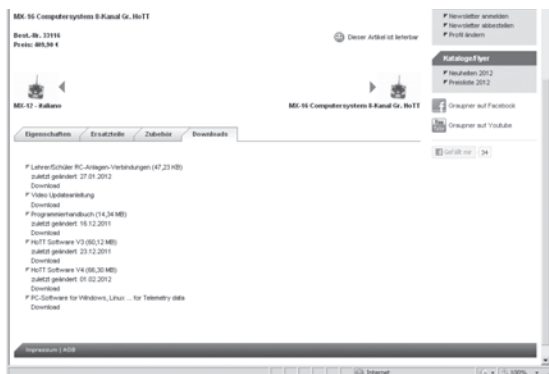 MX-16 Computersystem 8-Kanal Gr. HoTT
Best.-Nr. 33116
Preis: 469,90 €
Dieser Artikel ist lieferbar
MX-12 - Italiano
MX-16 Computersystem 8-Kanal Gr. HoTT
Eigenschaften
Ersatzteile
Zubehör
Downloads
Lehrer/Schüler RC-Anlagen-Verbindungen (47,23 KB)
zuletzt geändert: 27.01.2012
Download
Video Updateanleitung
Download
Programmierhandbuch (14,34 MB)
zuletzt geändert: 16.12.2011
Download
HoTT Software V3 (60,12 MB)
zuletzt geändert: 23.12.2011
Download
HoTT Software V4 (66,30 MB)
zuletzt geändert: 01.02.2012
Download
PC-Software for Windows, Linux ... for Telemetry data
Download
Newsletter anmelden
Newsletter abbestellen
Profil ändern
Kataloge/Flyer
Neuheiten 2012
Preisliste 2012
Graupner auf Facebook
You Tube
Graupner auf Youtube
Gefällt mir
34
Impressum | AGB
Internet
100%